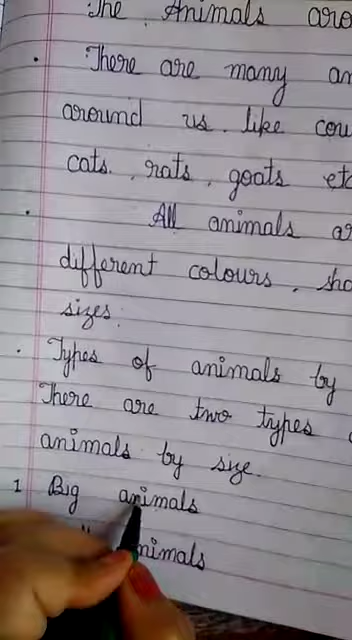 The Animals
There are many
around us. like
cats, rats, goats etc
All animals
different colours,
sizes.
Types of animals by
There are two types
animals by size.
1 Big animals
nimals